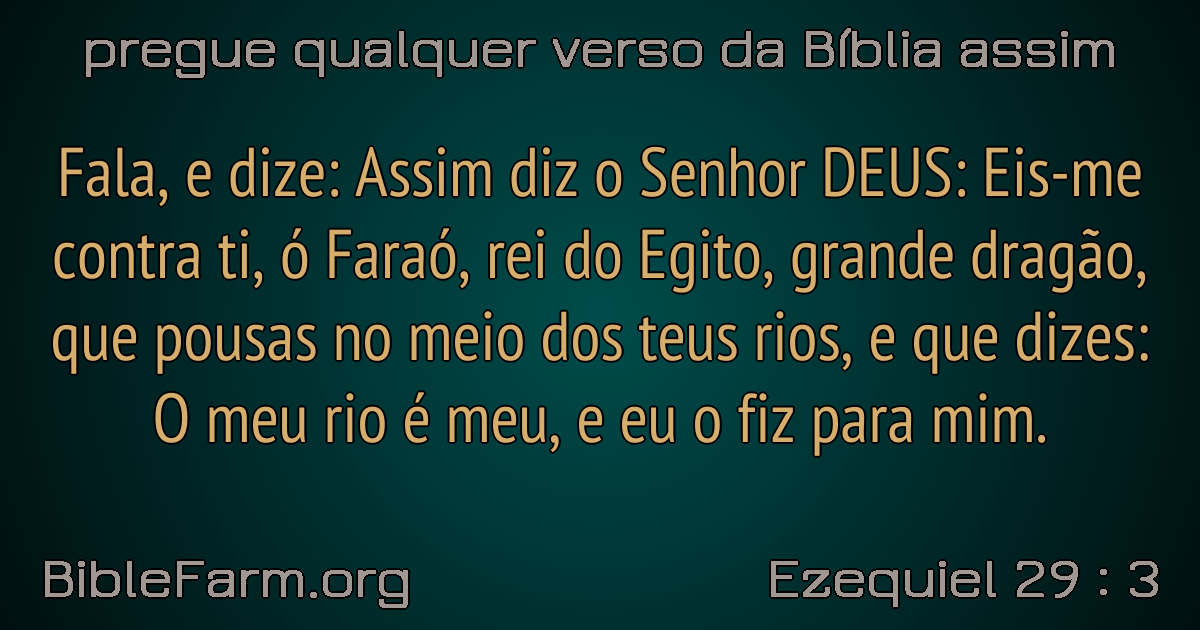 pregue qualquer verso da Bíblia assim
Fala, e dize: Assim diz o Senhor DEUS: Eis-me
contra ti, ó Faraó, rei do Egito, grande dragão,
que pousas no meio dos teus rios, e que dizes:
O meu rio é meu, e eu o fiz para mim.
BibleFarm.org
Ezequiel 29 : 3